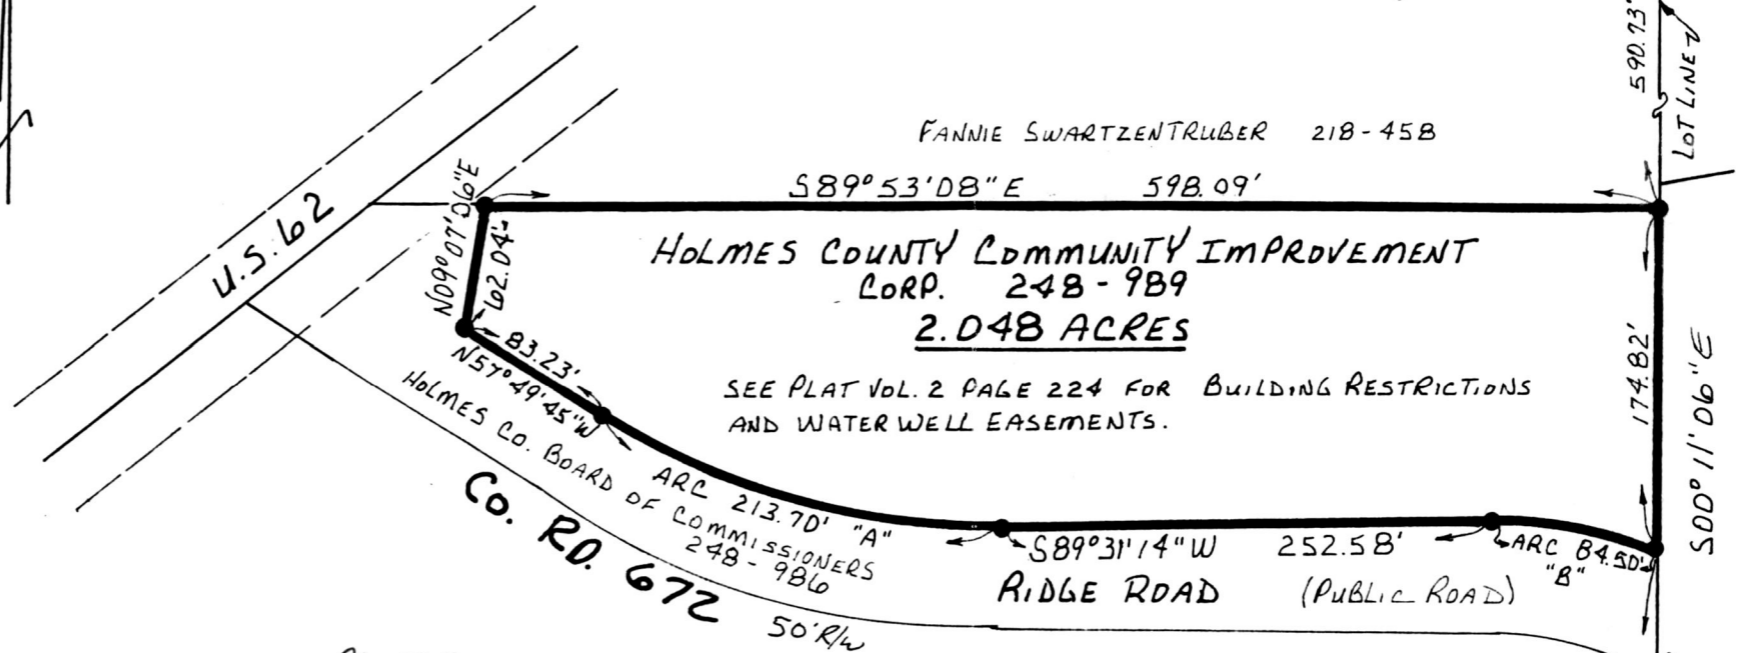 590.73'
LOT LINE
FANNIE SWARTZENTRUBER 218-458
S89°53'08"E 598.09'
U.S. 62
N09°07'06"E
62.04'
HOLMES COUNTY COMMUNITY IMPROVEMENT
CORP. 248-989
2.048 ACRES
SEE PLAT VOL. 2 PAGE 224 FOR BUILDING RESTRICTIONS
AND WATER WELL EASEMENTS.
174.82'
S00°11'06"E
83.23'
N57°49'45"W
HOLMES CO. BOARD OF COMMISSIONERS
248-986
ARC 213.70' "A"
CO. RD. 672
50' R/W
S89°31'14"W 252.58'
ARC 84.50'
"B"
RIDGE ROAD (PUBLIC ROAD)